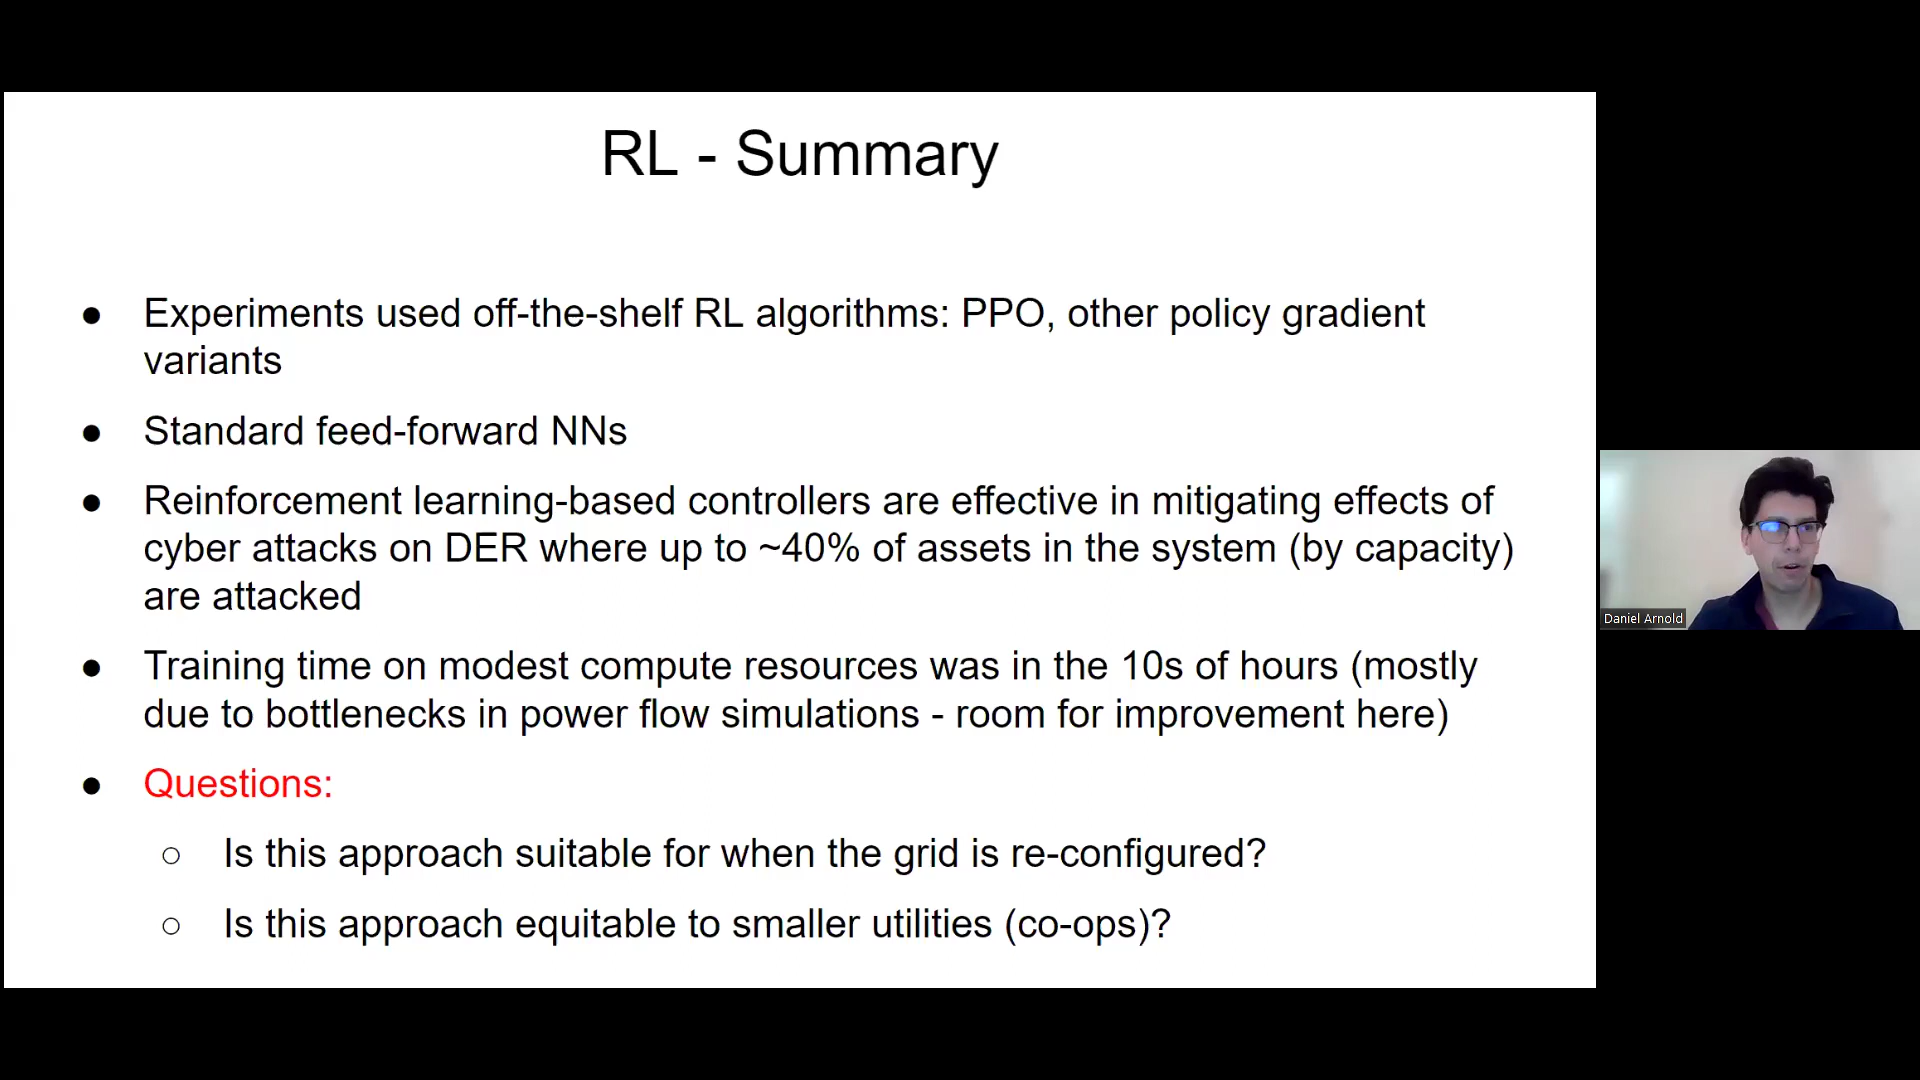 RL - Summary
● Experiments used off-the-shelf RL algorithms: PPO, other policy gradient
variants
● Standard feed-forward NNs
● Reinforcement learning-based controllers are effective in mitigating effects of
cyber attacks on DER where up to ~40% of assets in the system (by capacity)
are attacked
● Training time on modest compute resources was in the 10s of hours (mostly
due to bottlenecks in power flow simulations - room for improvement here)
● Questions:
○ Is this approach suitable for when the grid is re-configured?
○ Is this approach equitable to smaller utilities (co-ops)?
Daniel Arnold